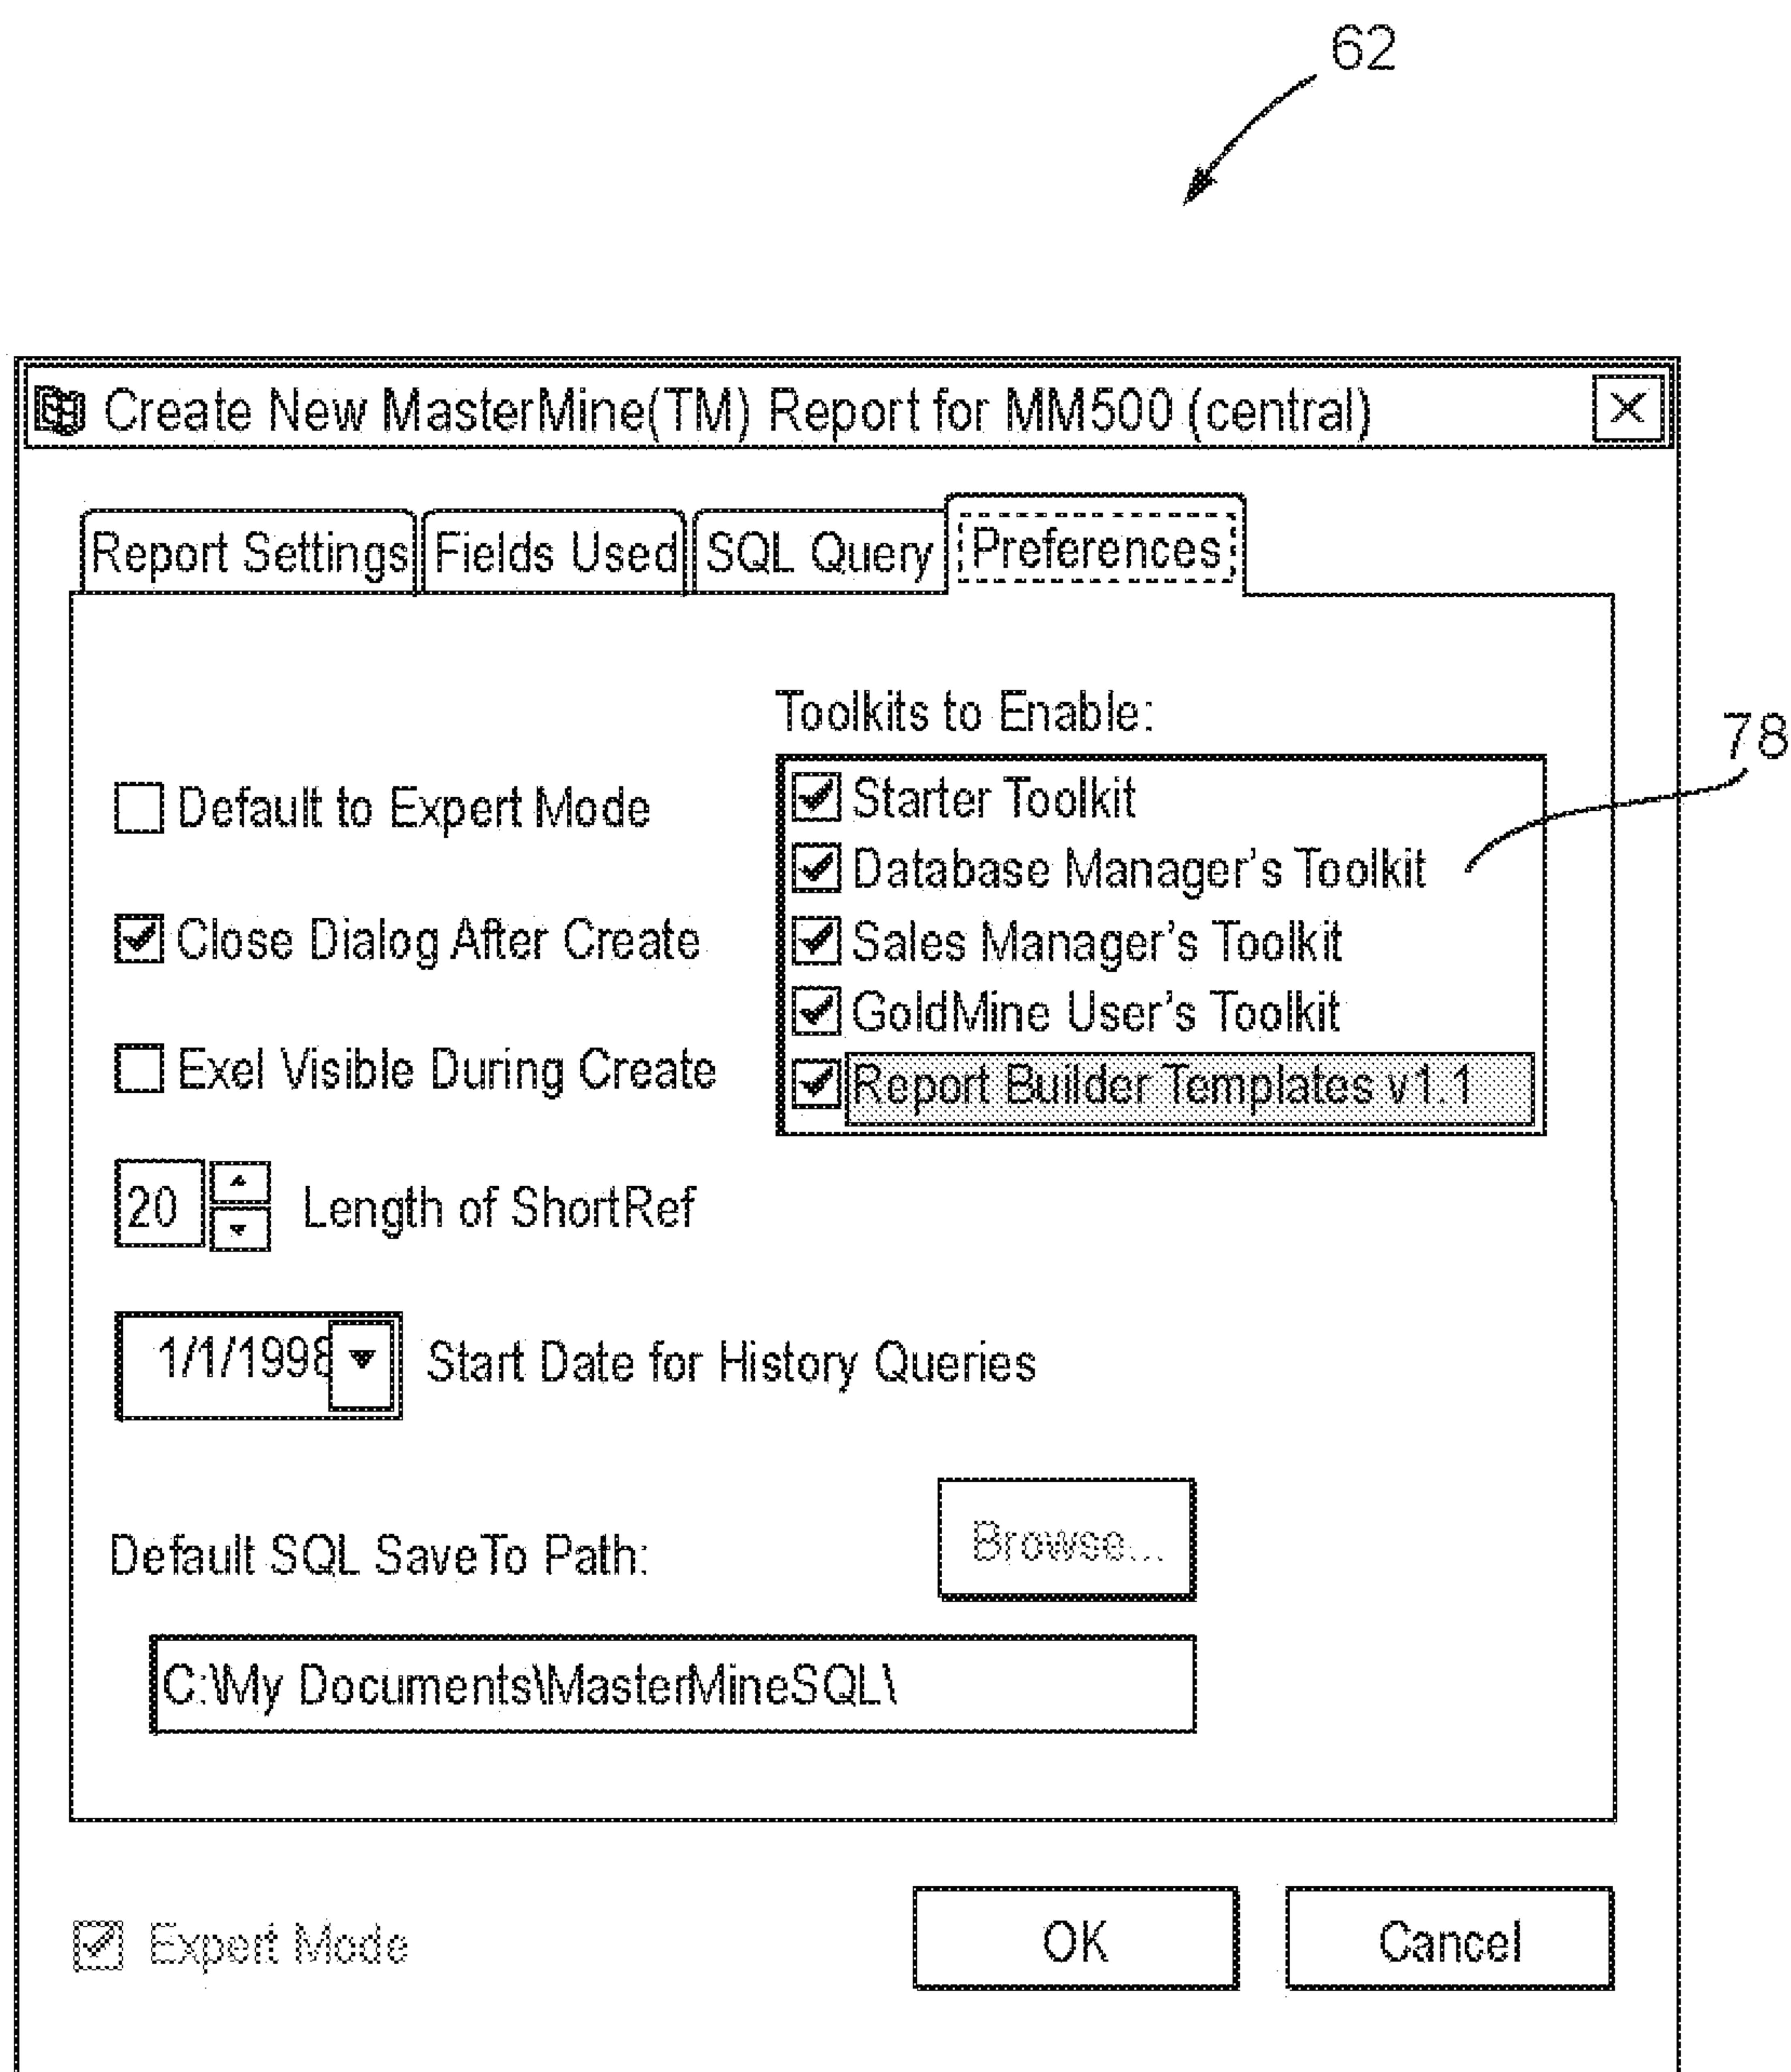 62
Create New MasterMine(TM) Report for MM500 (central)
Report Settings Fields Used SQL Query Preferences
Toolkits to Enable:
78
Default to Expert Mode
Close Dialog After Create
Exel Visible During Create
Starter Toolkit
Database Manager's Toolkit
Sales Manager's Toolkit
GoldMine User's Toolkit
Report Builder Templates v1.1
20 Length of ShortRef
1/1/1998 Start Date for History Queries
Default SQL SaveTo Path:
Browse...
C:\My Documents\MasterMineSQL\
Expert Mode
OK
Cancel